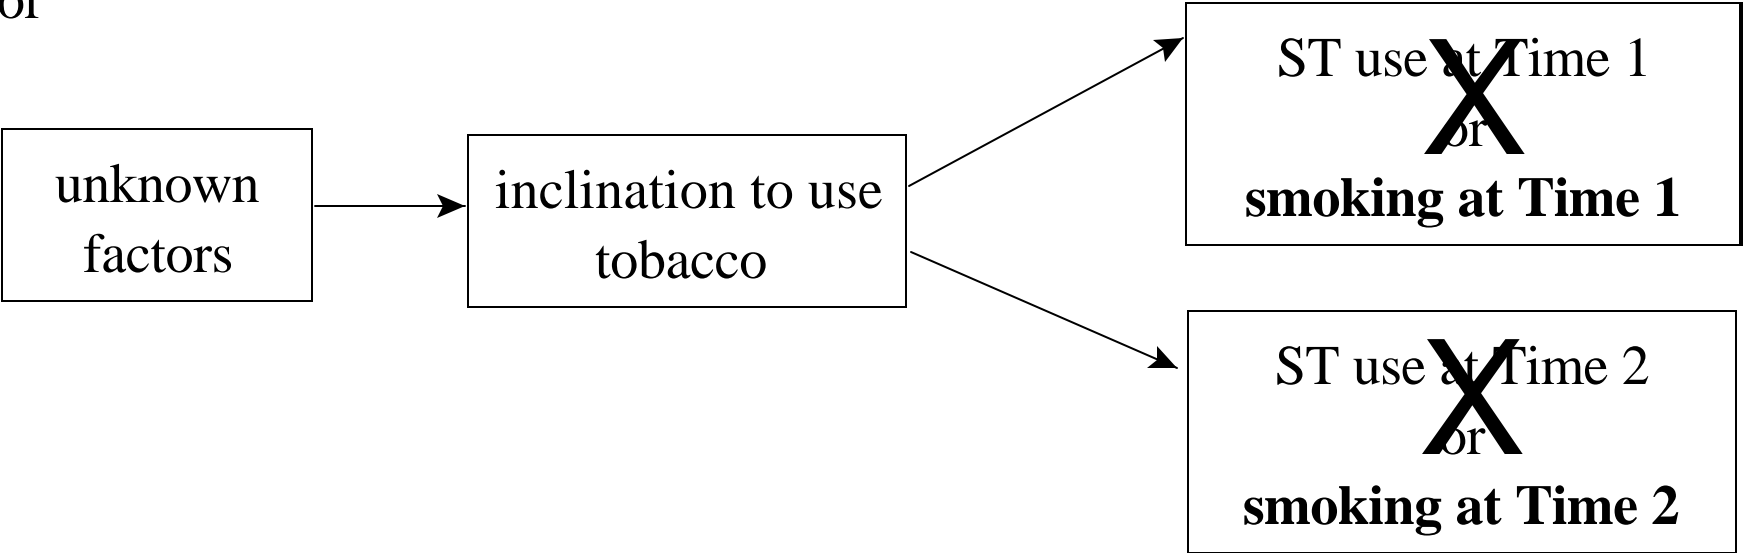 or
ST use at Time 1
or
smoking at Time 1
unknown
factors
inclination to use
tobacco
ST use at Time 2
or
smoking at Time 2
X
X